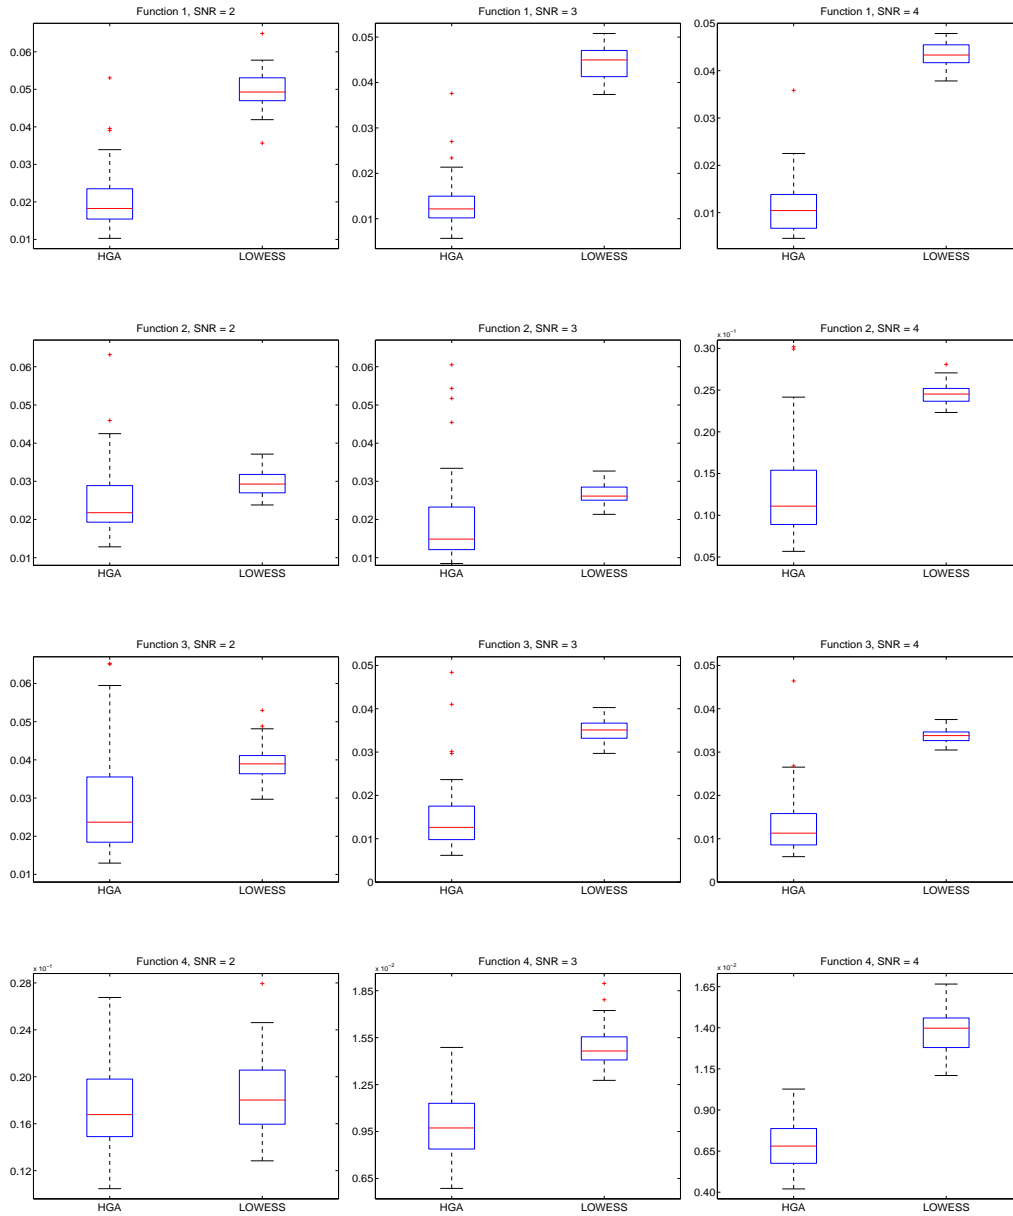 Function 1, SNR = 2
0.06
0.05
0.04
0.03
0.02
0.01
HGA
LOWESS
Function 1, SNR = 3
0.05
0.04
0.03
0.02
0.01
HGA
LOWESS
Function 1, SNR = 4
0.05
0.04
0.03
0.02
0.01
HGA
LOWESS
Function 2, SNR = 2
0.06
0.05
0.04
0.03
0.02
0.01
HGA
LOWESS
Function 2, SNR = 3
0.06
0.05
0.04
0.03
0.02
0.01
HGA
LOWESS
Function 2, SNR = 4
x 10⁻¹
0.30
0.25
0.20
0.15
0.10
0.05
HGA
LOWESS
Function 3, SNR = 2
0.06
0.05
0.04
0.03
0.02
0.01
HGA
LOWESS
Function 3, SNR = 3
0.05
0.04
0.03
0.02
0.01
0
HGA
LOWESS
Function 3, SNR = 4
0.05
0.04
0.03
0.02
0.01
0
HGA
LOWESS
Function 4, SNR = 2
x 10⁻¹
0.28
0.24
0.20
0.16
0.12
HGA
LOWESS
Function 4, SNR = 3
x 10⁻²
1.85
1.55
1.25
0.95
0.65
HGA
LOWESS
Function 4, SNR = 4
x 10⁻²
1.65
1.40
1.15
0.90
0.65
0.40
HGA
LOWESS